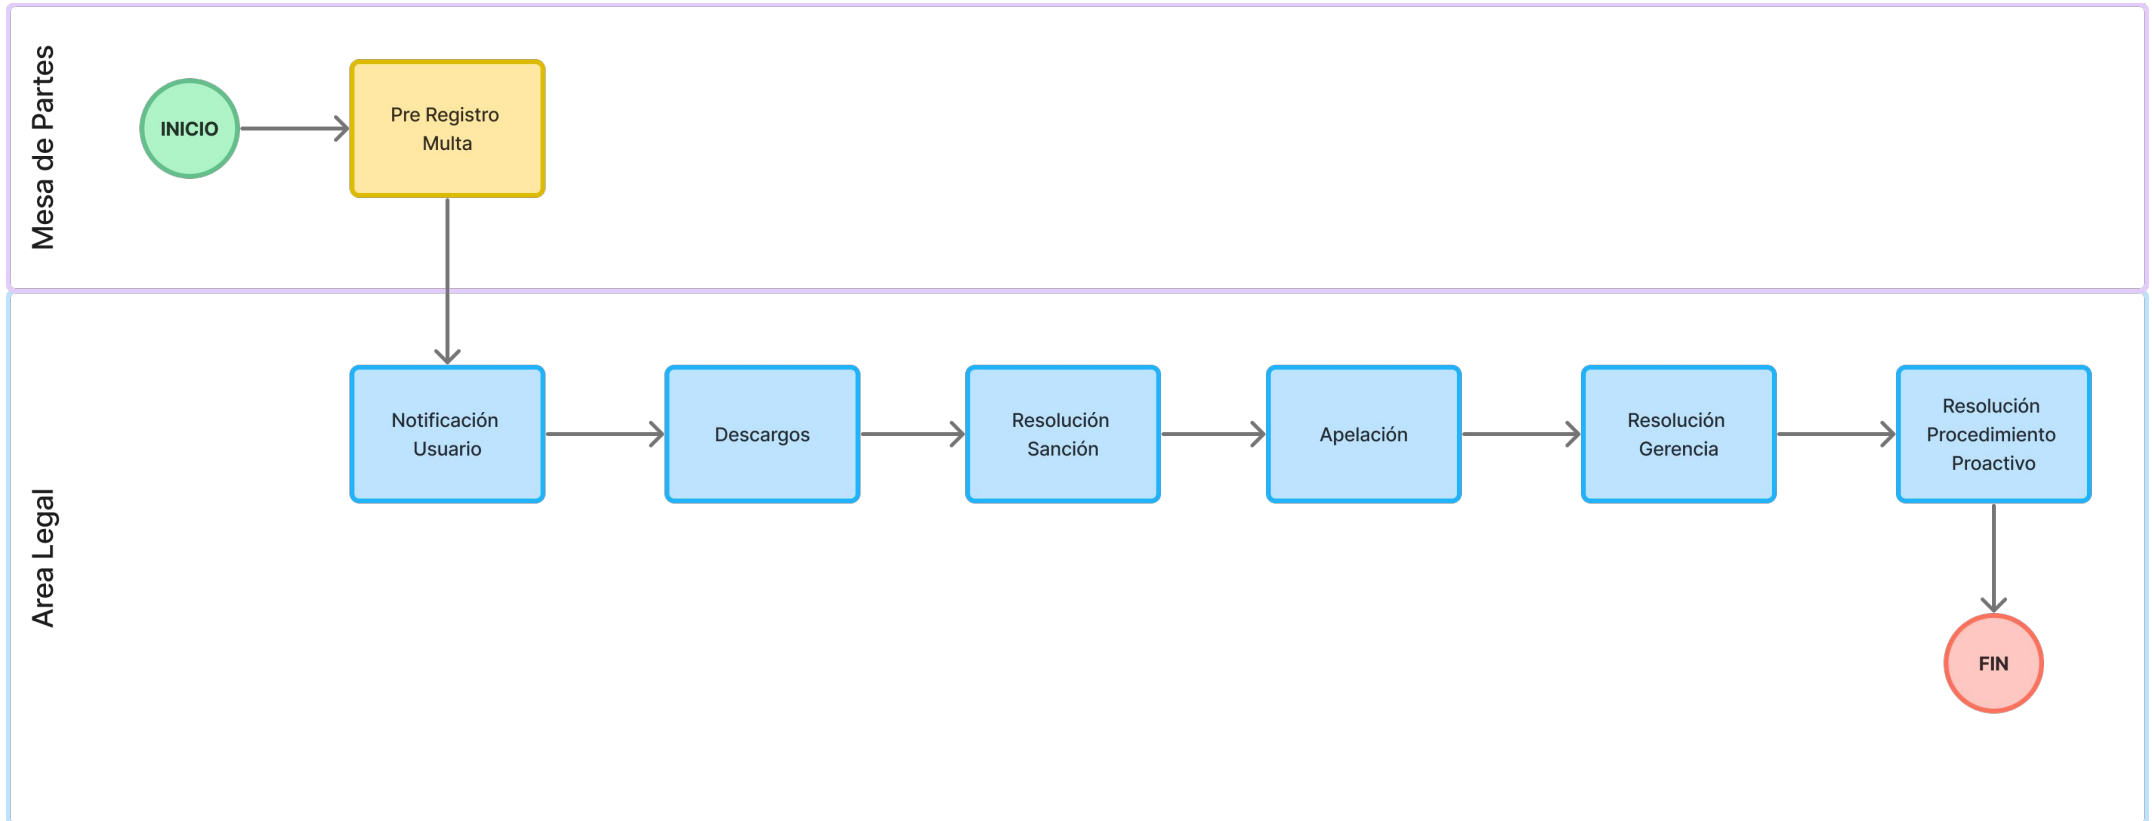 Mesa de Partes
INICIO
Pre Registro
Multa
Area Legal
Notificación
Usuario
Descargos
Resolución
Sanción
Apelación
Resolución
Gerencia
Resolución
Procedimiento
Proactivo
FIN